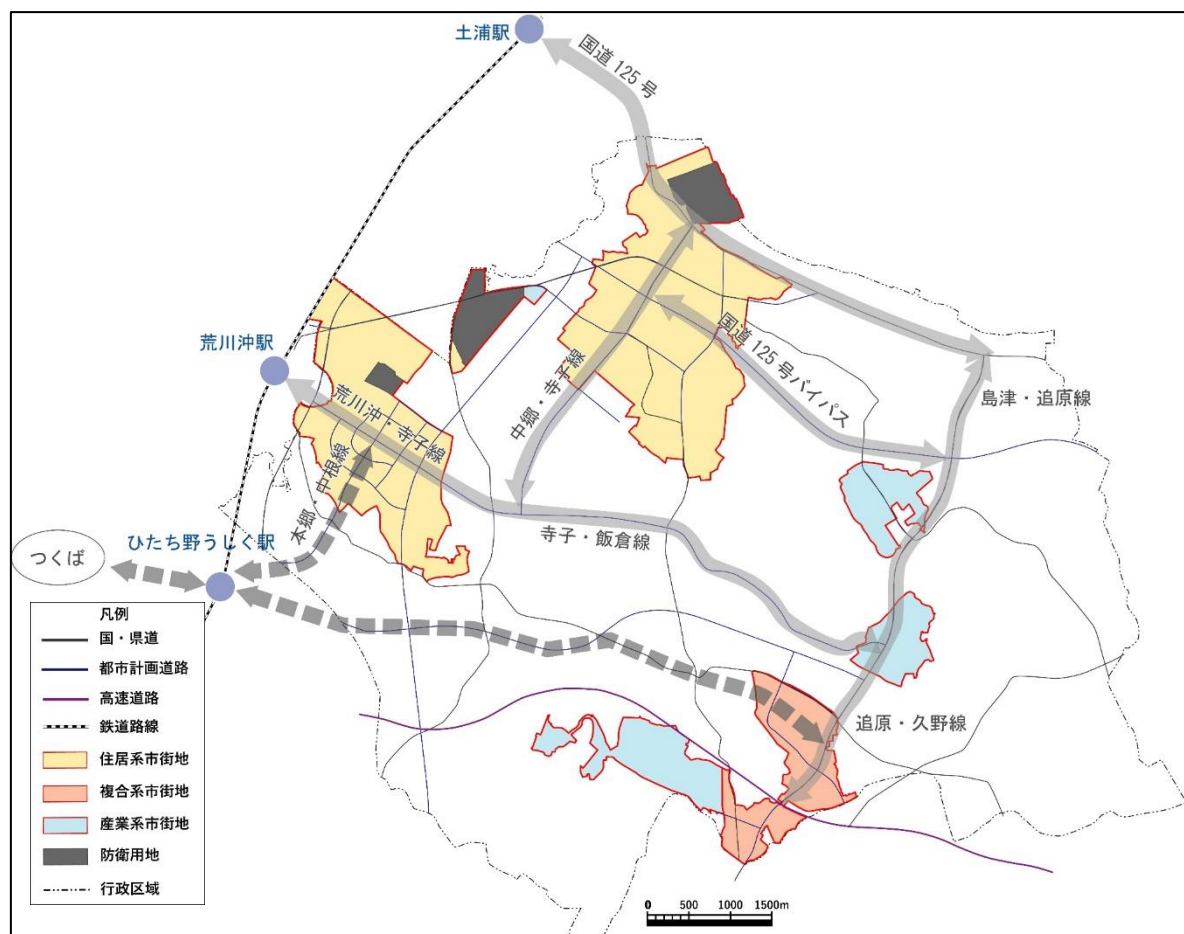 土浦駅
国道125号
荒川沖駅
荒川沖・寺子線
中郷・寺子線
国道125号バイパス
島津・追原線
本郷・中根線
ひたち野うしく駅
つくば
寺子・飯倉線
追原・久野線
凡例
国・県道
都市計画道路
高速道路
鉄道路線
住居系市街地
複合系市街地
産業系市街地
防衛用地
行政区域
0 500 1000 1500m